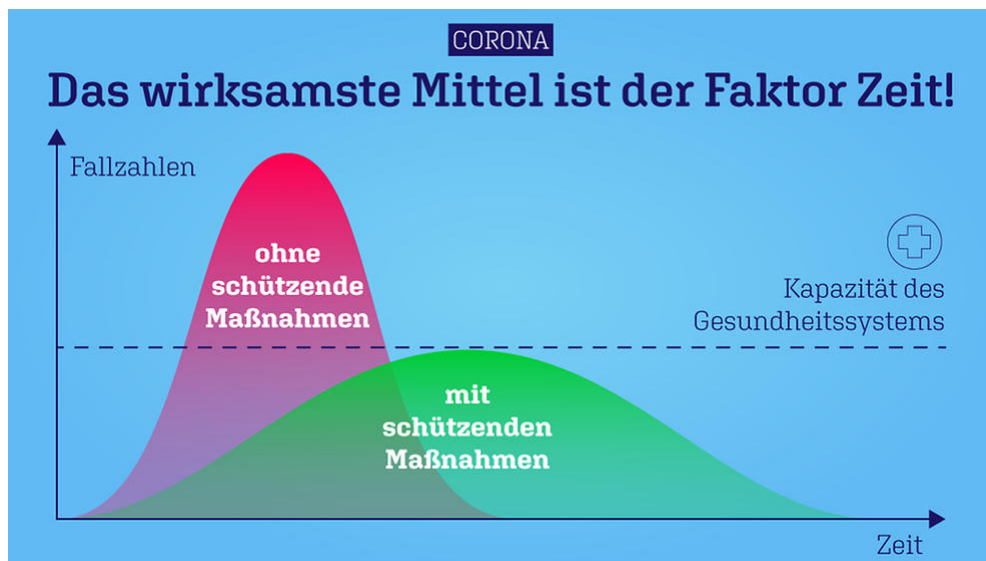 CORONA
Das wirksamste Mittel ist der Faktor Zeit!
Fallzahlen
ohne
schützende
Maßnahmen
Kapazität des
Gesundheitssystems
mit
schützenden
Maßnahmen
Zeit